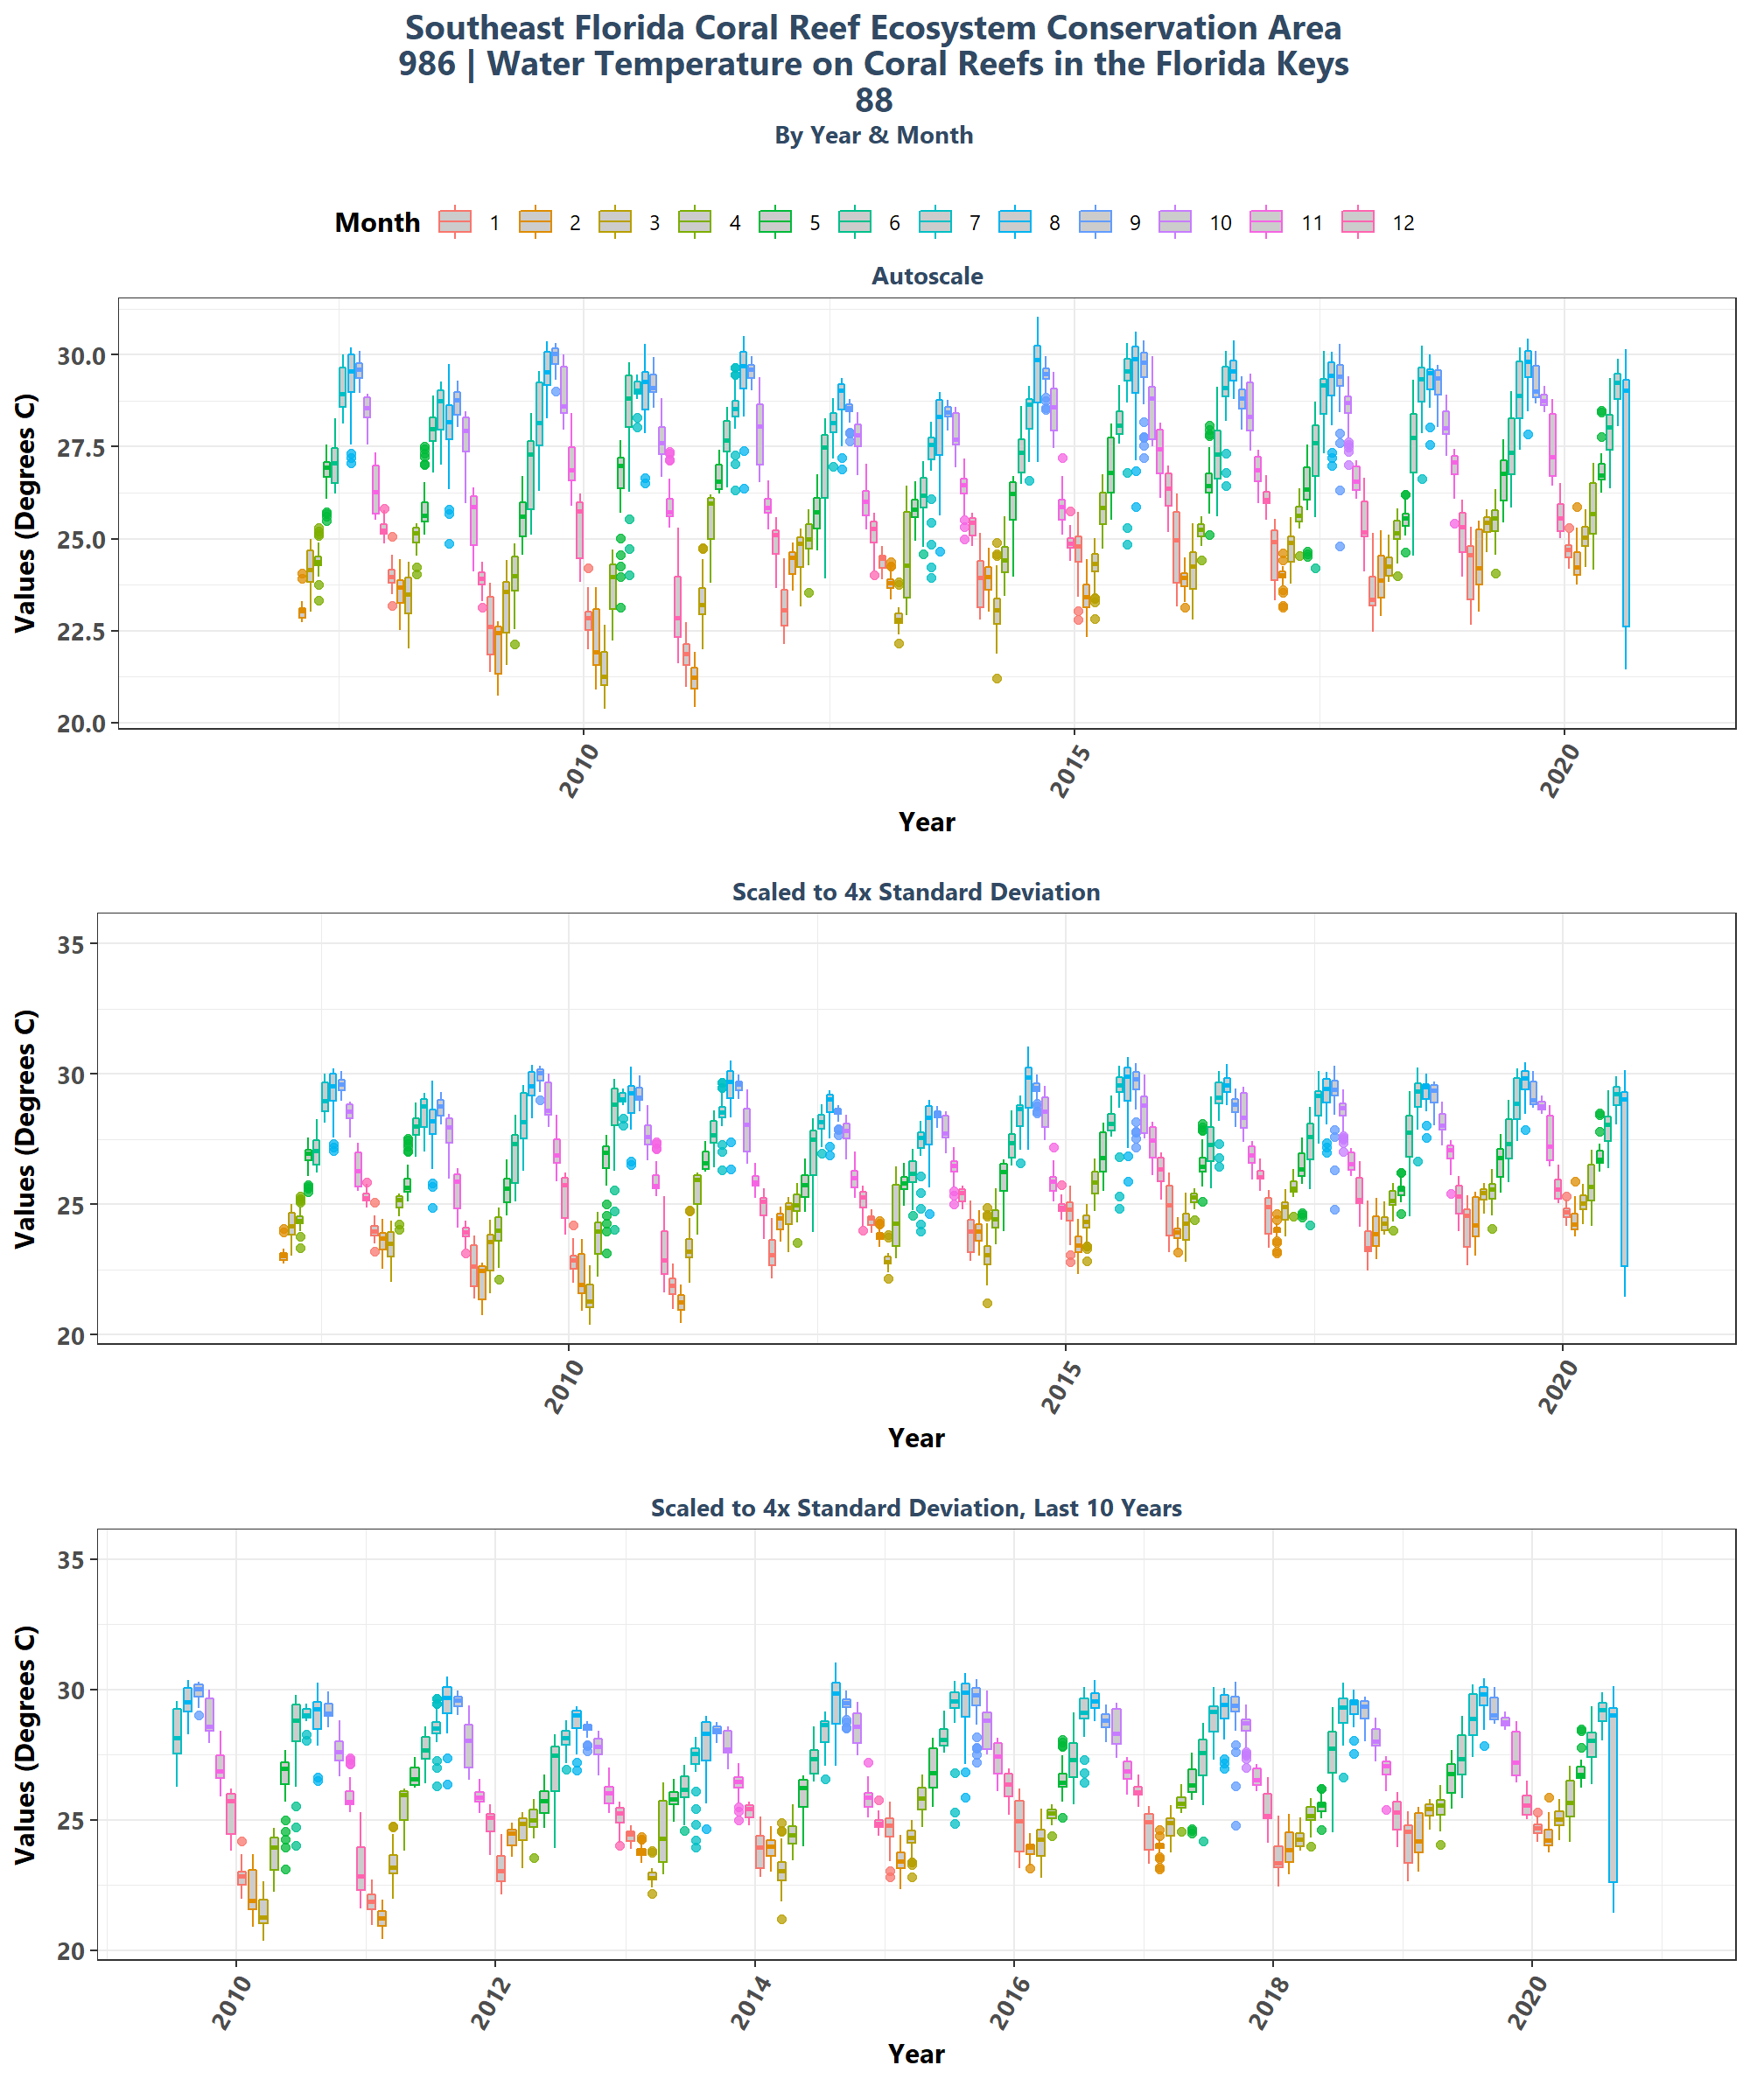 Southeast Florida Coral Reef Ecosystem Conservation Area
986 | Water Temperature on Coral Reefs in the Florida Keys
88
By Year & Month
Month 1 2 3 4 5 6 7 8 9 10 11 12
Autoscale
Values (Degrees C)
30.0
27.5
25.0
22.5
20.0
2010 2015 2020
Year
Scaled to 4x Standard Deviation
Values (Degrees C)
35
30
25
20
2010 2015 2020
Year
Scaled to 4x Standard Deviation, Last 10 Years
Values (Degrees C)
35
30
25
20
2010 2012 2014 2016 2018 2020
Year